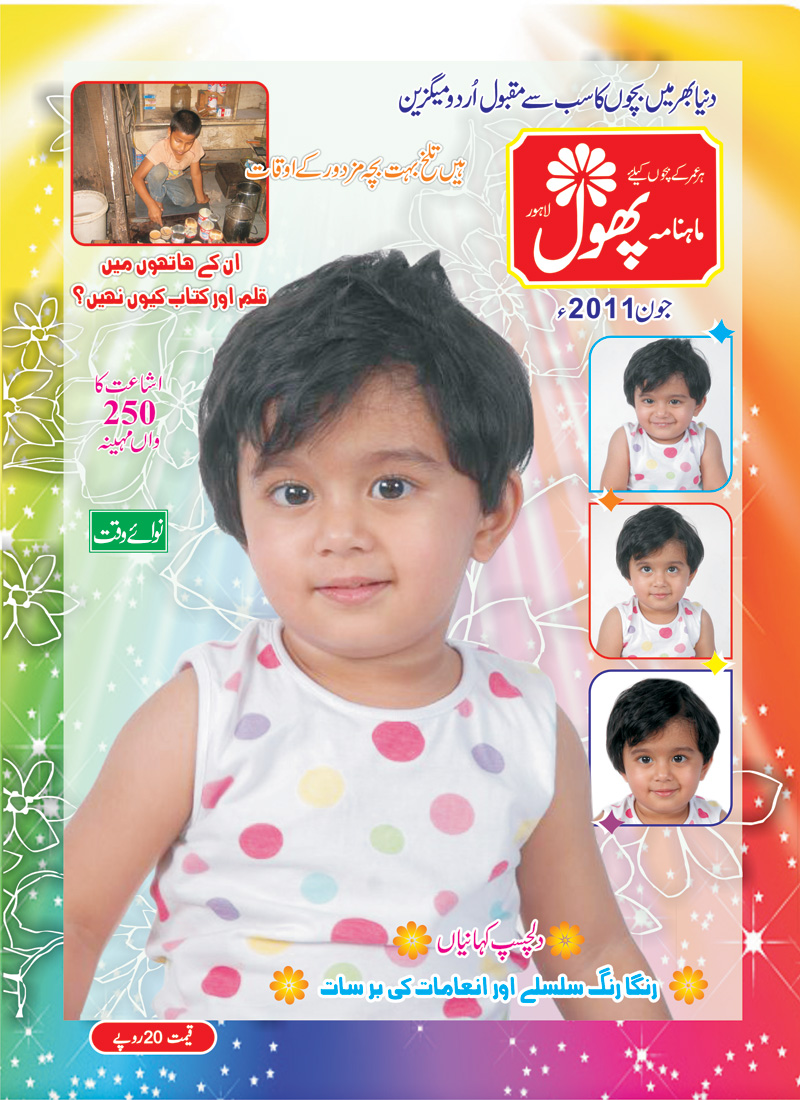 دنیا بھر میں بچوں کا سب سے مقبول اُردو میگزین
ہر عمر کے بچوں کیلئے
ماہنامہ پھول لاہور
جون 2011ء
ہیں تلخ بہت بچہ مزدور کے اوقات
ان کے ھاتھوں میں
قلم اور کتاب کیوں نھیں؟
اشاعت کا
250
واں مہینہ
نوائے وقت
دلچسپ کہانیاں
رنگا رنگ سلسلے اور انعامات کی برسات
قیمت 20 روپے